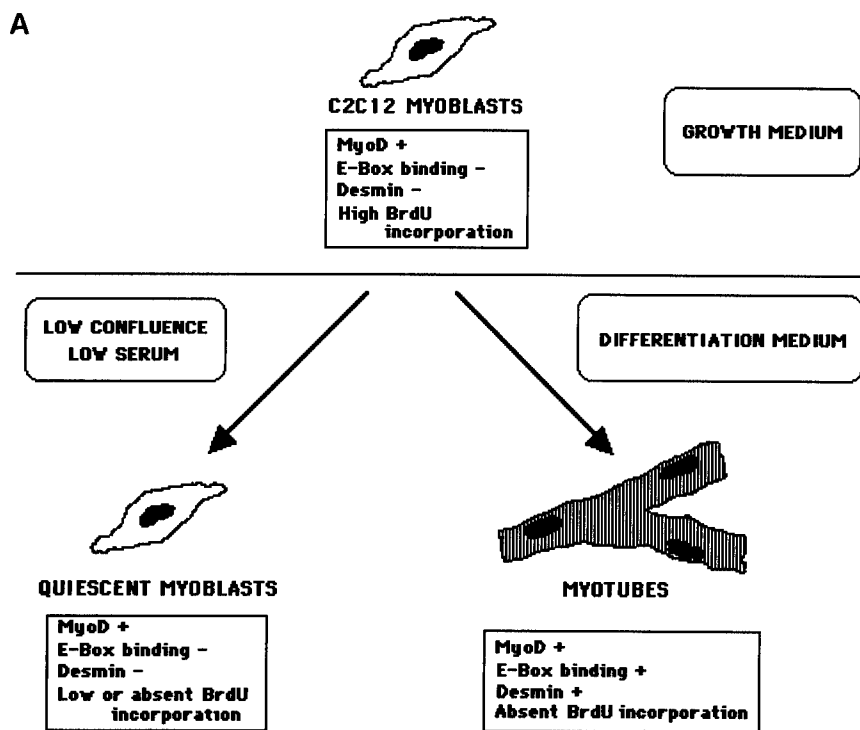 A
C2C12 MYOBLASTS
MyoD +
E-Box binding -
Desmin -
High BrdU
incorporation
GROWTH MEDIUM
LOW CONFLUENCE
LOW SERUM
DIFFERENTIATION MEDIUM
QUIESCENT MYOBLASTS
MyoD +
E-Box binding -
Desmin -
Low or absent BrdU
incorporation
MYOTUBES
MyoD +
E-Box binding +
Desmin +
Absent BrdU incorporation